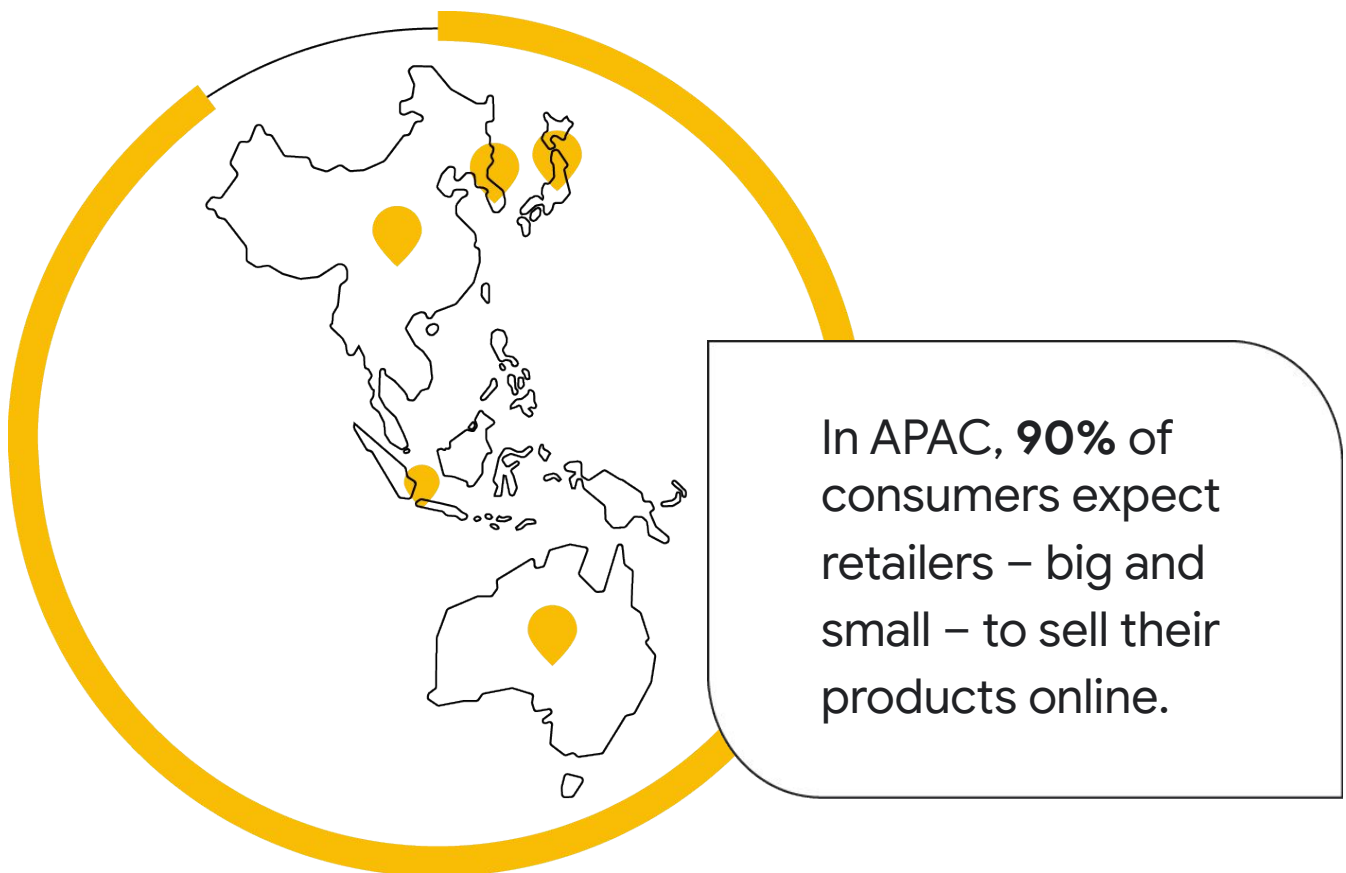 In APAC, 90% of
consumers expect
retailers – big and
small – to sell their
products online.